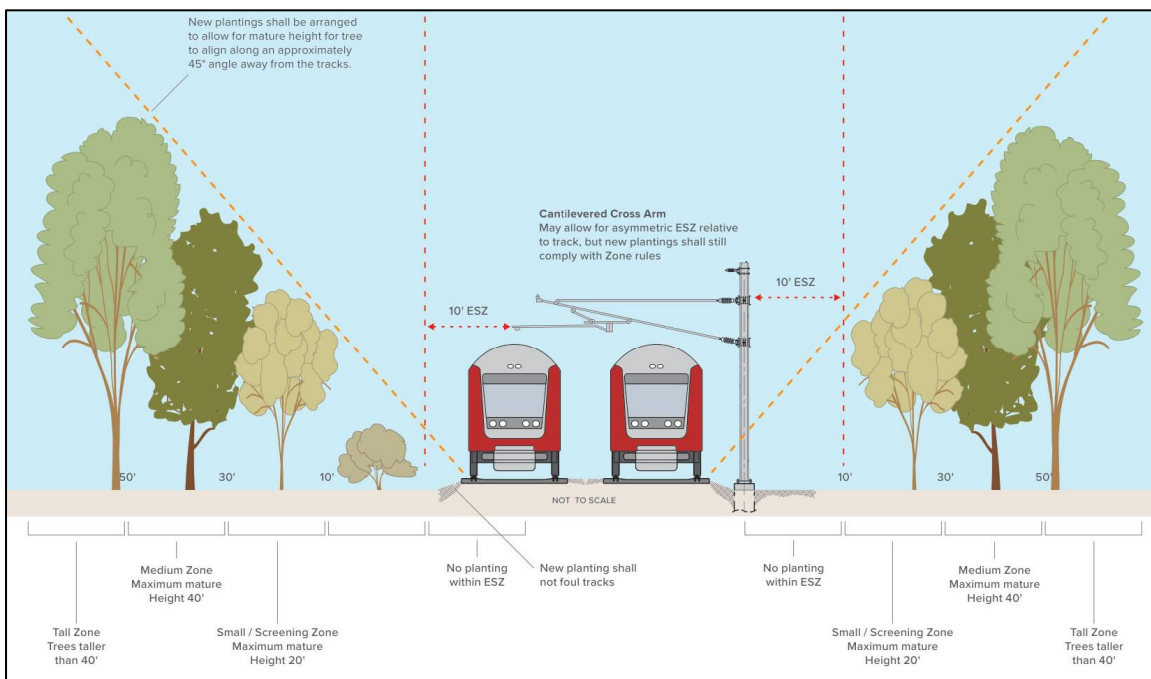 New plantings shall be arranged
to allow for mature height for tree
to align along an approximately
45° angle away from the tracks.
Cantilevered Cross Arm
May allow for asymmetric ESZ relative
to track, but new plantings shall still
comply with Zone rules
10' ESZ
10' ESZ
50'
30'
10'
10'
30'
50'
NOT TO SCALE
No planting
within ESZ
New planting shall
not foul tracks
No planting
within ESZ
Medium Zone
Maximum mature
Height 40'
Medium Zone
Maximum mature
Height 40'
Tall Zone
Trees taller
than 40'
Small / Screening Zone
Maximum mature
Height 20'
Small / Screening Zone
Maximum mature
Height 20'
Tall Zone
Trees taller
than 40'